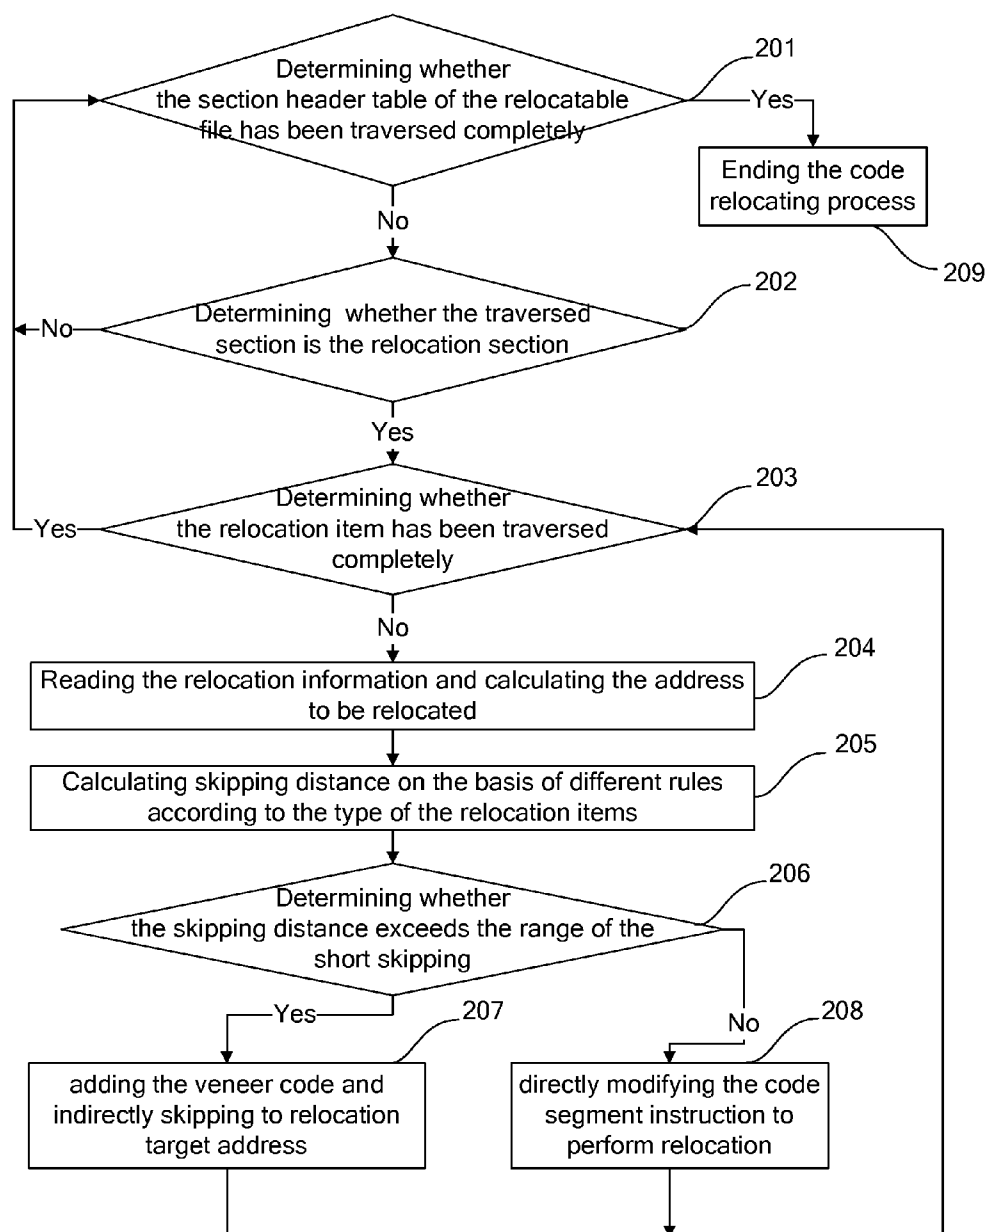 201
Determining whether
the section header table of the relocatable
file has been traversed completely
Yes
Ending the code
relocating process
209
No
202
Determining whether the traversed
section is the relocation section
No
Yes
203
Determining whether
the relocation item has been traversed
completely
Yes
No
204
Reading the relocation information and calculating the address
to be relocated
205
Calculating skipping distance on the basis of different rules
according to the type of the relocation items
206
Determining whether
the skipping distance exceeds the range of the
short skipping
Yes
207
No
208
adding the veneer code and
indirectly skipping to relocation
target address
directly modifying the code
segment instruction to
perform relocation